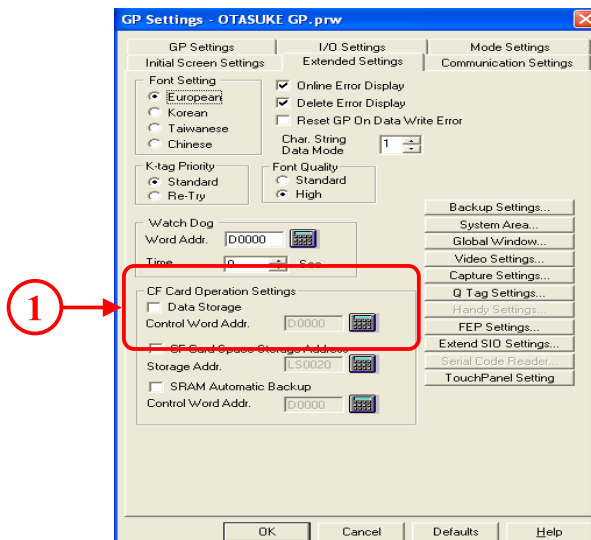 GP Settings - OTASUKE GP.prw
GP Settings I/O Settings Mode Settings
Initial Screen Settings Extended Settings Communication Settings
Font Setting
European
Korean
Taiwanese
Chinese
Online Error Display
Delete Error Display
Reset GP On Data Write Error
Char. String
Data Mode 1
K-tag Priority
Standard
Re-Try
Font Quality
Standard
High
Watch Dog
Word Addr. D0000
Time 0 Sec.
CF Card Operation Settings
Data Storage
Control Word Addr. D0000
CF Card Space Storage Address
Storage Addr. LS0020
SRAM Automatic Backup
Control Word Addr. D0000
Backup Settings...
System Area...
Global Window...
Video Settings...
Capture Settings...
Q Tag Settings...
Handy Settings...
FEP Settings...
Extend SIO Settings...
Serial Code Reader...
TouchPanel Setting
1
OK Cancel Defaults Help